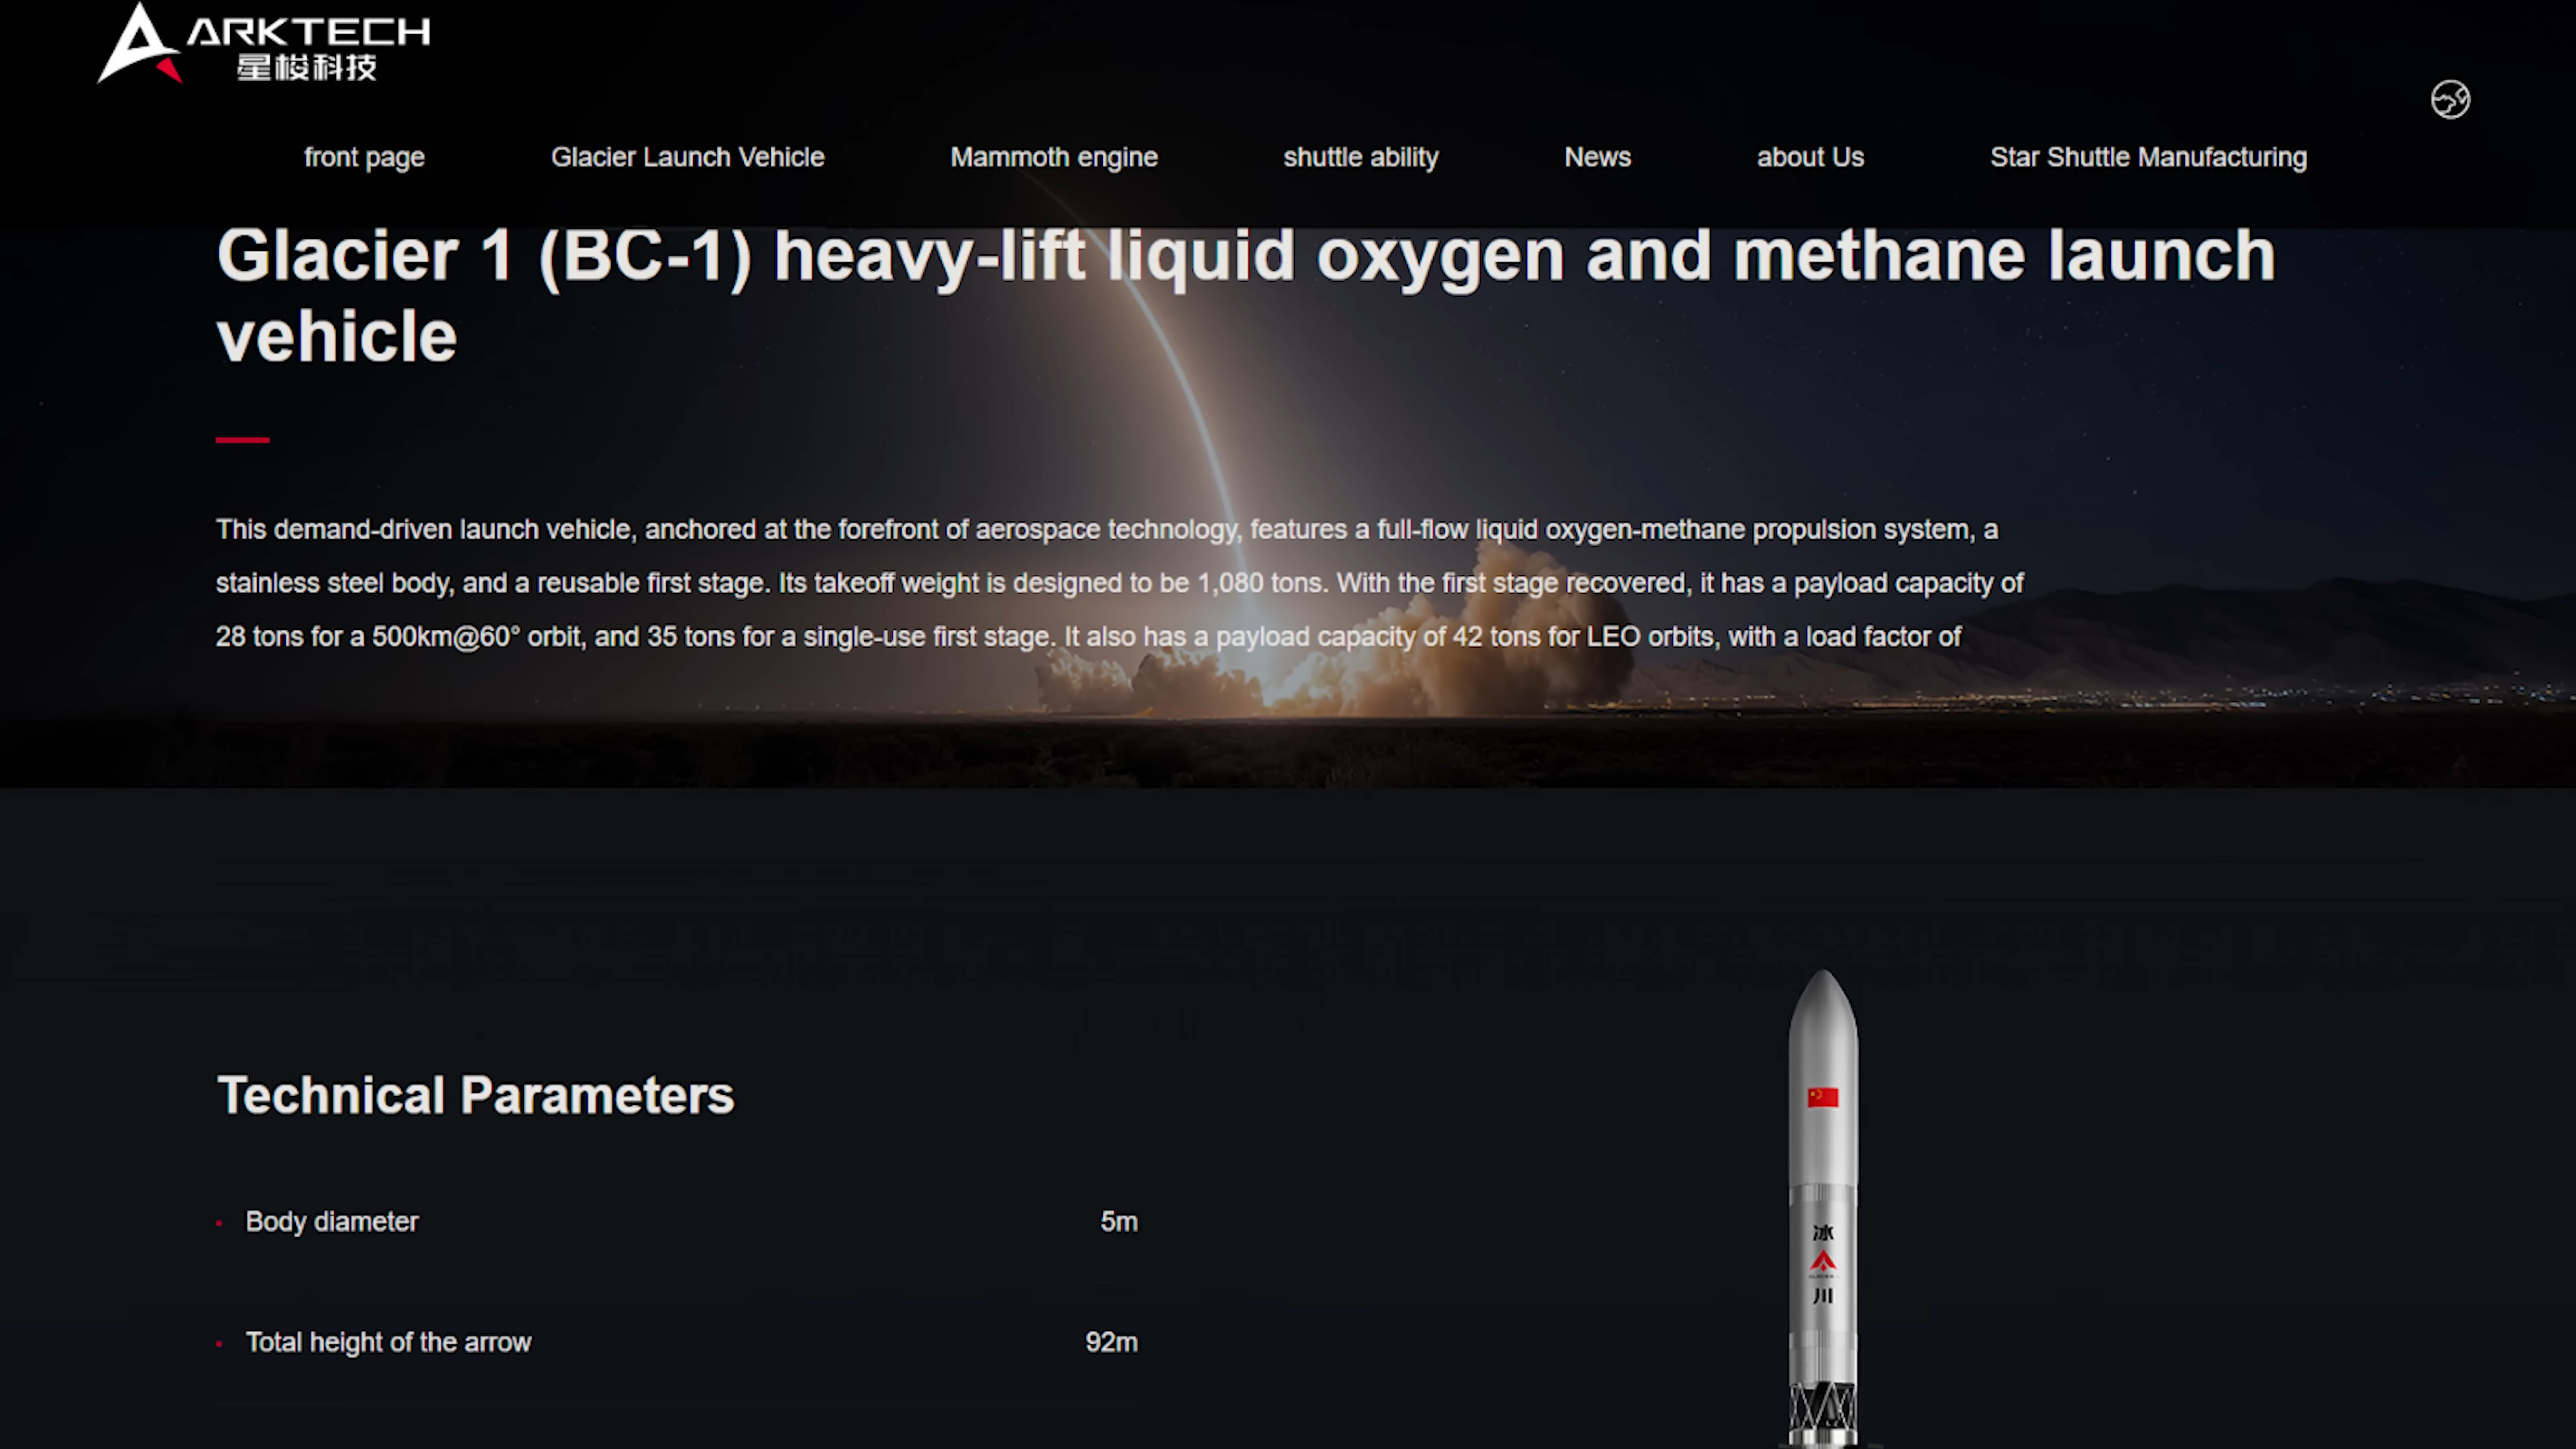 ARKTECH
星梭科技
front page
Glacier Launch Vehicle
Mammoth engine
shuttle ability
News
about Us
Star Shuttle Manufacturing
Glacier 1 (BC-1) heavy-lift liquid oxygen and methane launch
vehicle
This demand-driven launch vehicle, anchored at the forefront of aerospace technology, features a full-flow liquid oxygen-methane propulsion system, a
stainless steel body, and a reusable first stage. Its takeoff weight is designed to be 1,080 tons. With the first stage recovered, it has a payload capacity of
28 tons for a 500km@60° orbit, and 35 tons for a single-use first stage. It also has a payload capacity of 42 tons for LEO orbits, with a load factor of
Technical Parameters
Body diameter 5m
Total height of the arrow 92m
冰
川